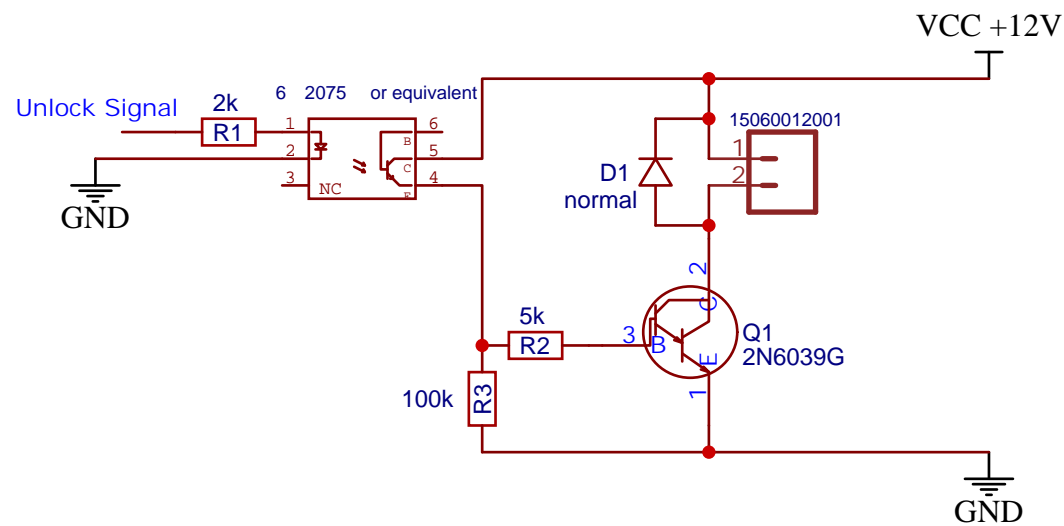 VCC +12V
Unlock Signal
2k
R1
6 2075 or equivalent
1
2
3
NC
6
B
5
C
4
E
GND
15060012001
1
2
D1
normal
2
C
5k
R2
3
B
E
1
Q1
2N6039G
100k
R3
GND